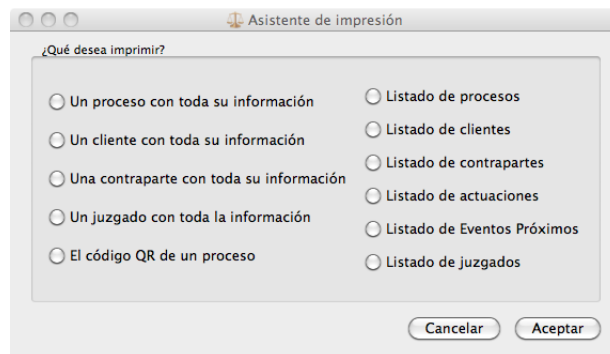 Asistente de impresión
¿Qué desea imprimir?
Un proceso con toda su información
Un cliente con toda su información
Una contraparte con toda su información
Un juzgado con toda la información
El código QR de un proceso
Listado de procesos
Listado de clientes
Listado de contrapartes
Listado de actuaciones
Listado de Eventos Próximos
Listado de juzgados
Cancelar
Aceptar